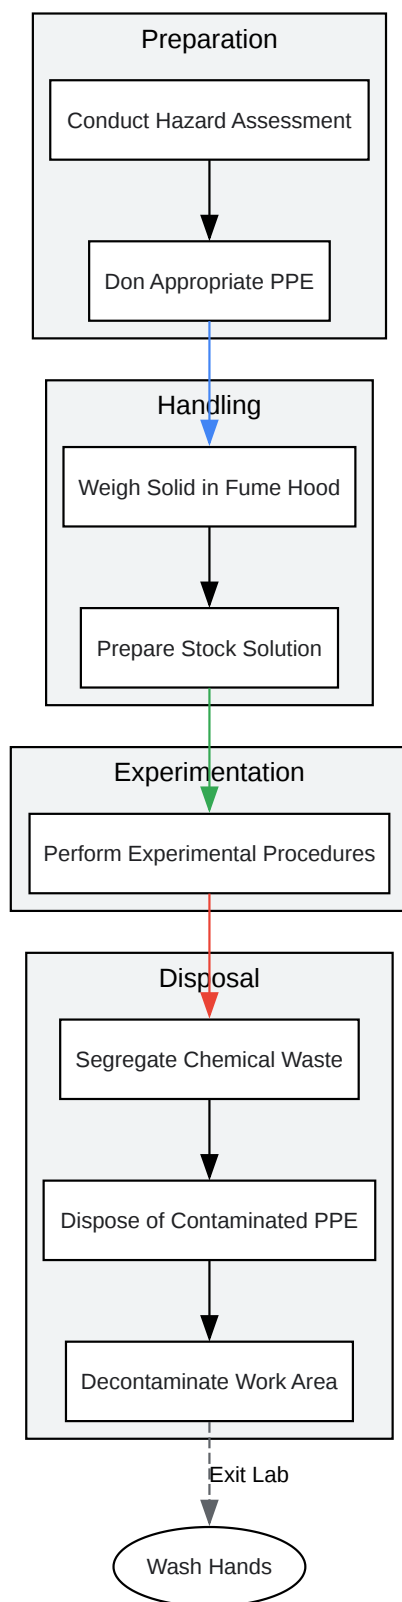 Preparation
Conduct Hazard Assessment
Don Appropriate PPE
Handling
Weigh Solid in Fume Hood
Prepare Stock Solution
Experimentation
Perform Experimental Procedures
Disposal
Segregate Chemical Waste
Dispose of Contaminated PPE
Decontaminate Work Area
Exit Lab
Wash Hands